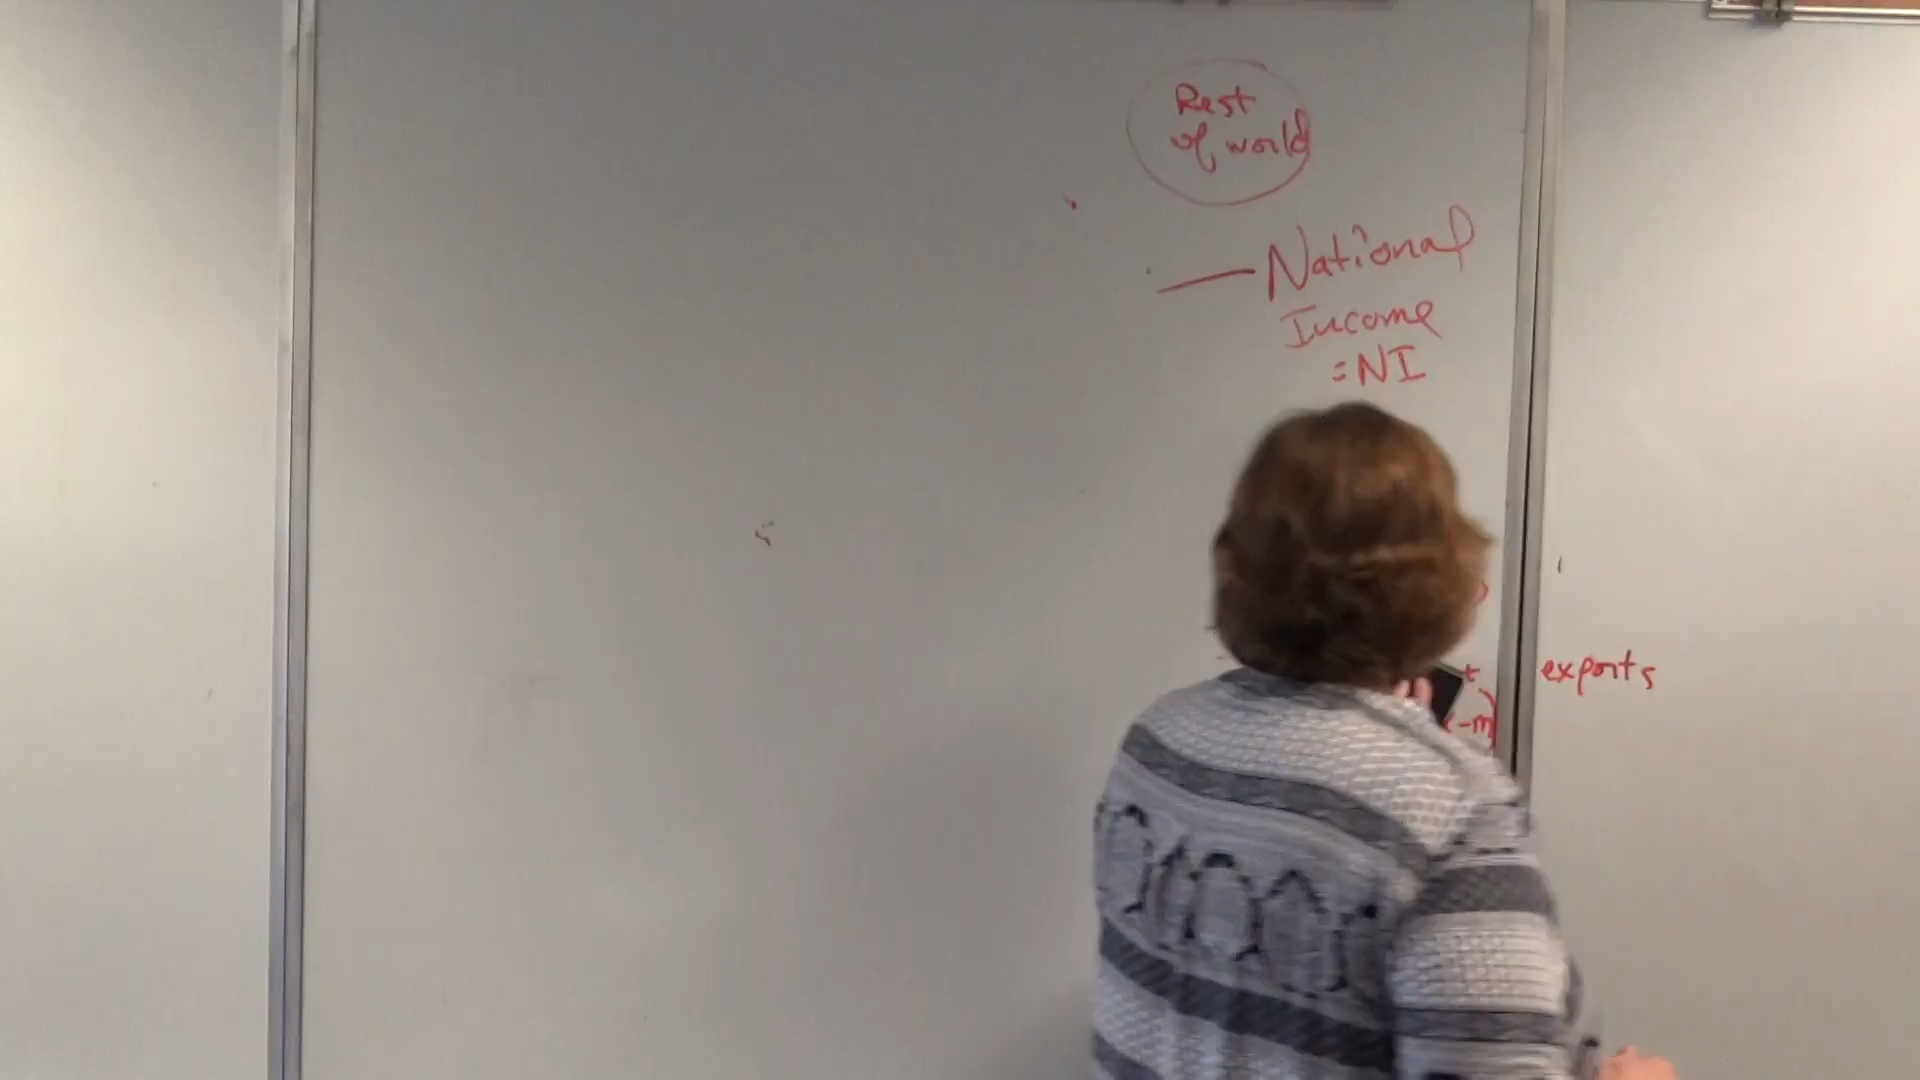 Rest
of world
National
Income
= NI
exports
-m)